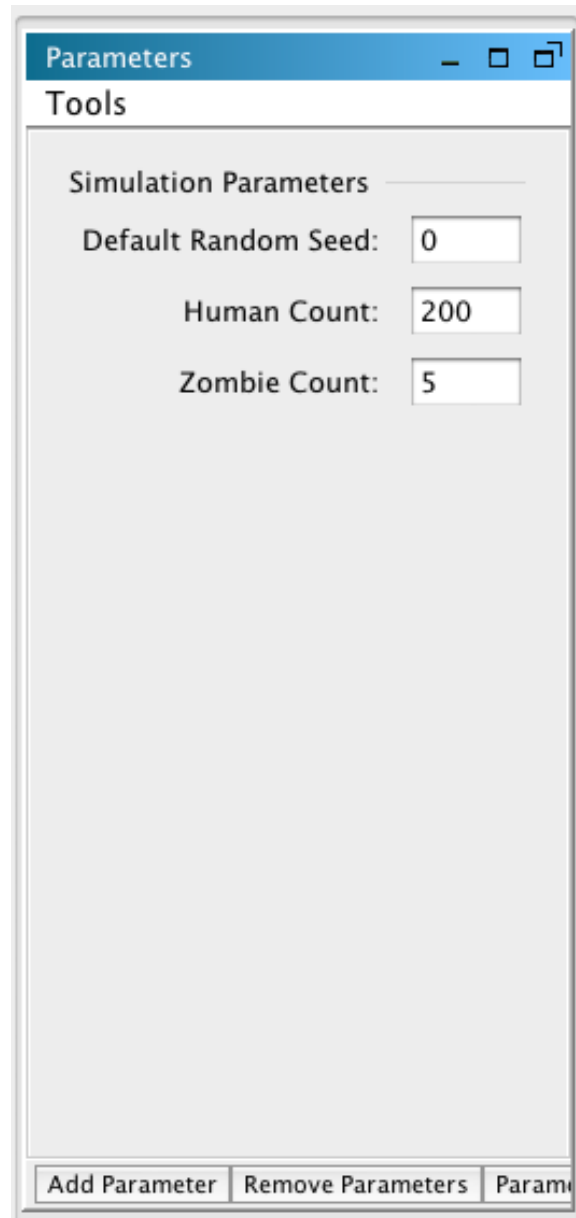 Parameters
Tools
Simulation Parameters
Default Random Seed: 0
Human Count: 200
Zombie Count: 5
Add Parameter Remove Parameters